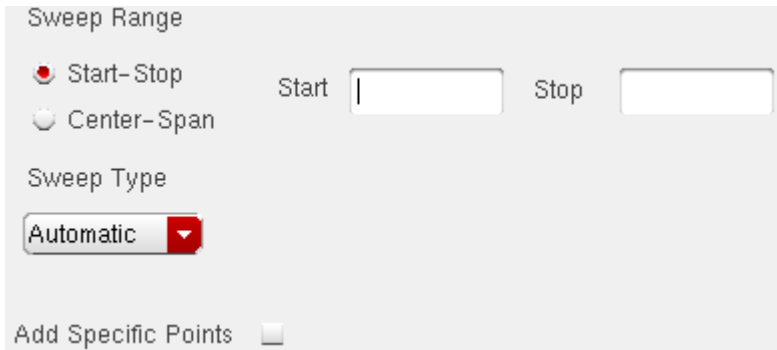 Sweep Range
Start-Stop
Start
Stop
Center-Span
Sweep Type
Automatic
Add Specific Points